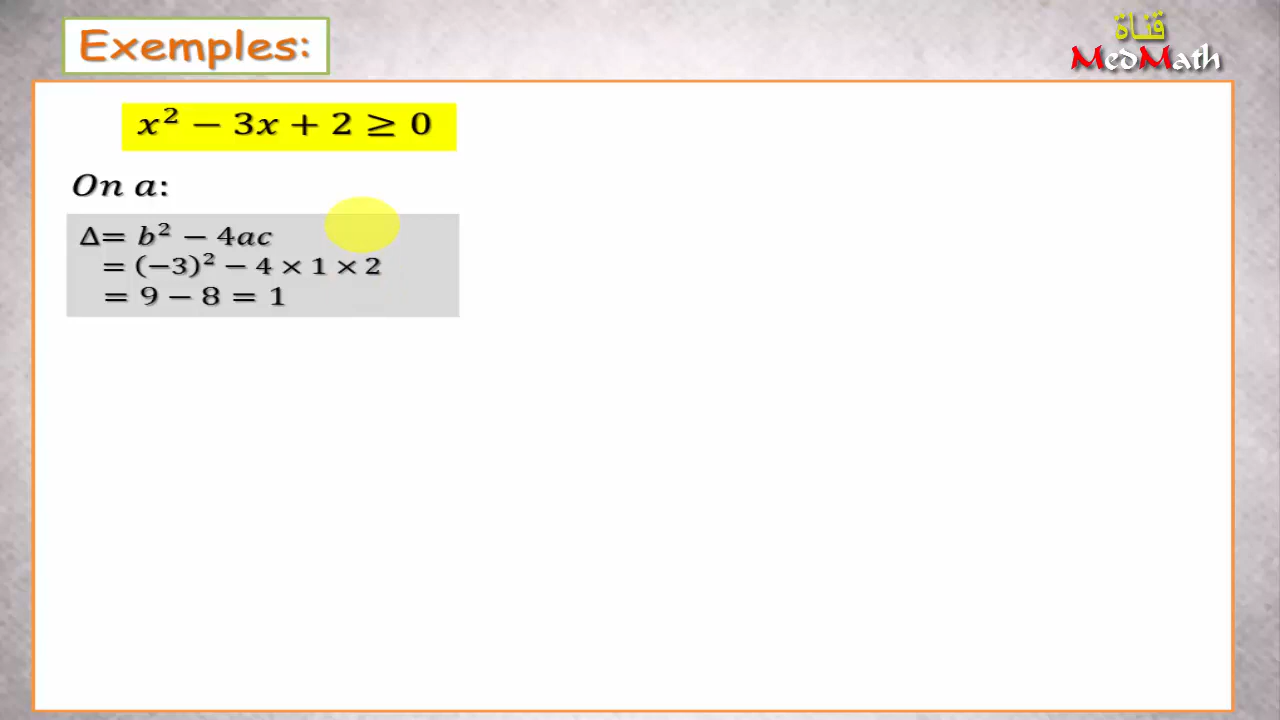 Exemples:
قناة
MedMath
x² − 3x + 2 ≥ 0
On a:
Δ= b² − 4ac
= (−3)² − 4 × 1 × 2
= 9 − 8 = 1